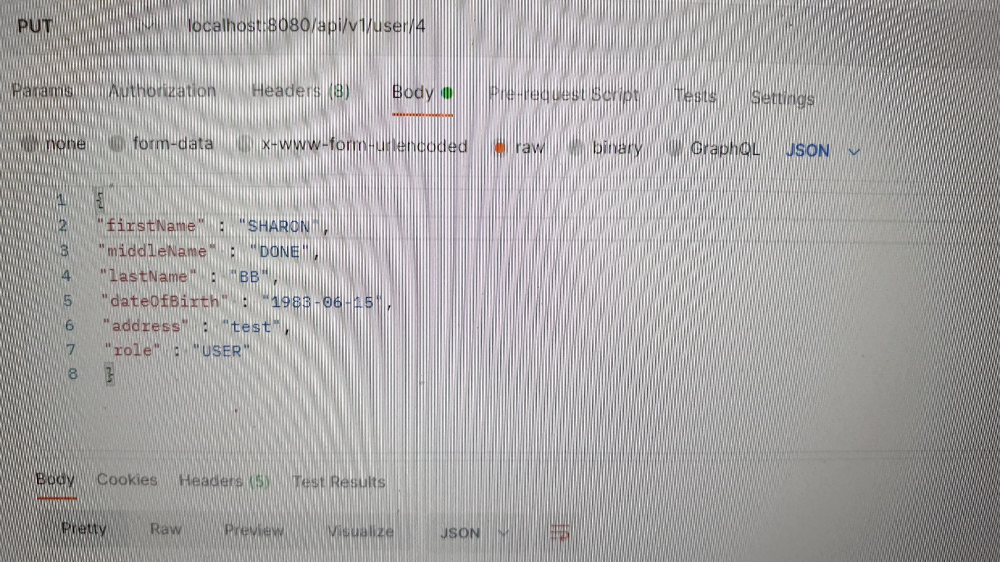 PUT localhost:8080/api/v1/user/4
Params Authorization Headers (8) Body Pre-request Script Tests Settings
none form-data x-www-form-urlencoded raw binary GraphQL JSON
1 {
2 "firstName" : "SHARON",
3 "middleName" : "DONE",
4 "lastName" : "BB",
5 "dateOfBirth" : "1983-06-15",
6 "address" : "test",
7 "role" : "USER"
8 }
Body Cookies Headers (5) Test Results
Pretty Raw Preview Visualize JSON